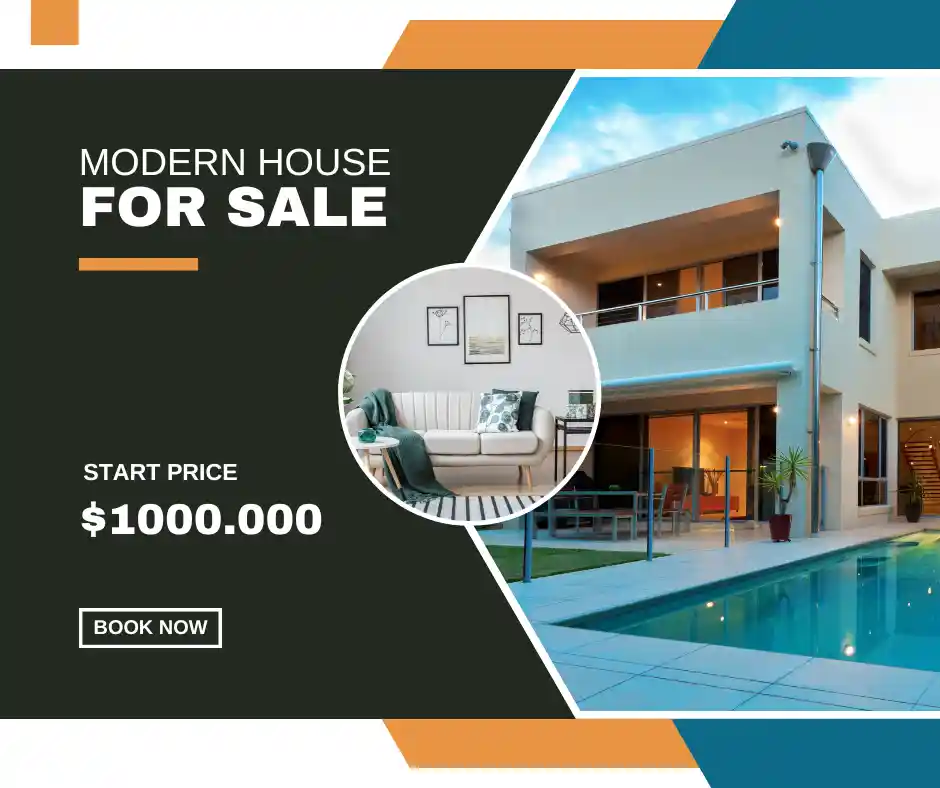 MODERN HOUSE
FOR SALE
START PRICE
$1000.000
BOOK NOW